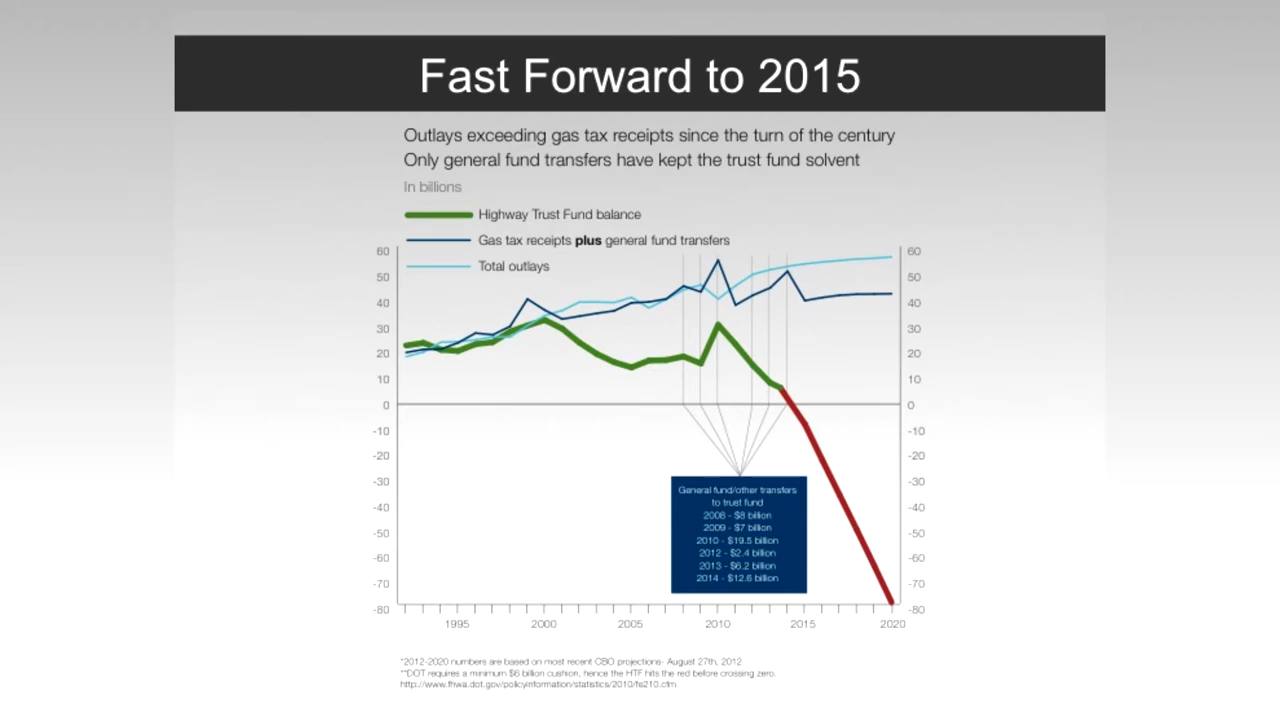 Fast Forward to 2015
Outlays exceeding gas tax receipts since the turn of the century
Only general fund transfers have kept the trust fund solvent
In billions
Highway Trust Fund balance
Gas tax receipts plus general fund transfers
Total outlays
60 60
50 50
40 40
30 30
20 20
10 10
0 0
-10 -10
-20 -20
-30 -30
-40 -40
-50 -50
-60 -60
-70 -70
-80 -80
General fund/other transfers
to trust fund
2008 - $8 billion
2009 - $7 billion
2010 - $19.5 billion
2012 - $2.4 billion
2013 - $6.2 billion
2014 - $12.6 billion
1995 2000 2005 2010 2015 2020
*2012-2020 numbers are based on most recent CBO projections- August 27th, 2012
**DOT requires a minimum $6 billion cushion, hence the HTF hits the red before crossing zero.
http://www.fhwa.dot.gov/policyinformation/statistics/2010/fe210.cfm